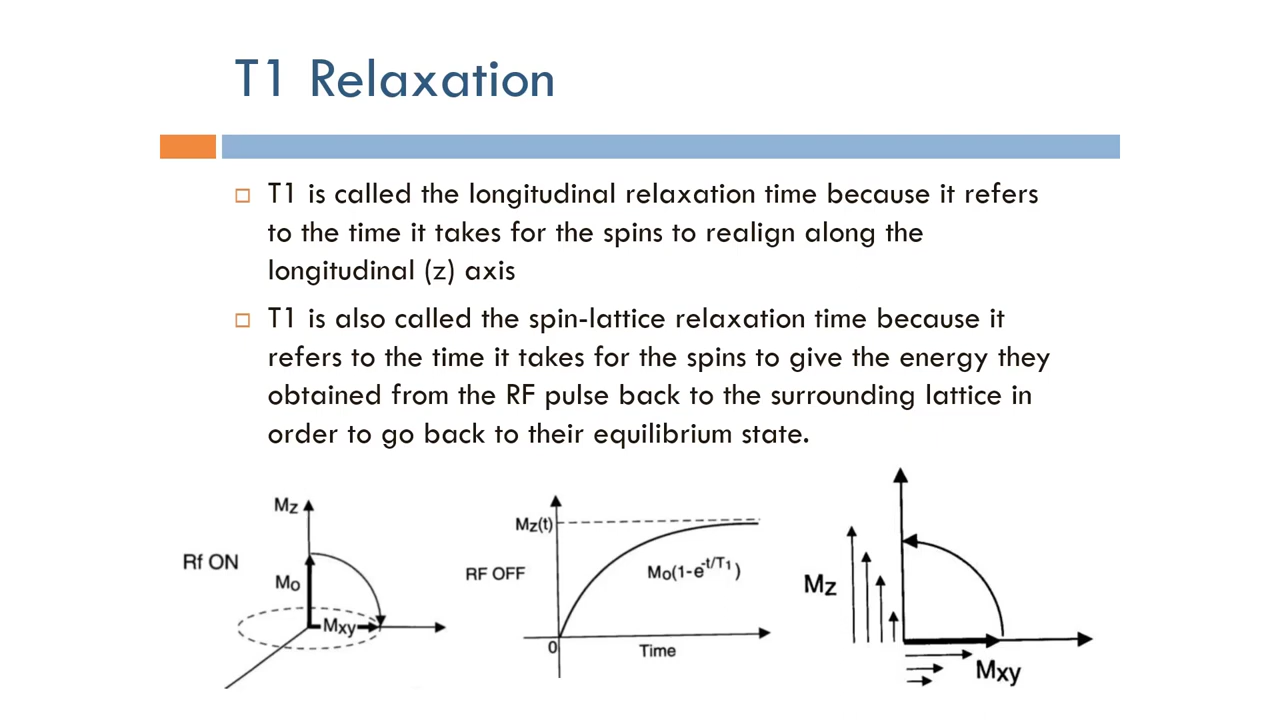 T1 Relaxation
T1 is called the longitudinal relaxation time because it refers
to the time it takes for the spins to realign along the
longitudinal (z) axis
T1 is also called the spin-lattice relaxation time because it
refers to the time it takes for the spins to give the energy they
obtained from the RF pulse back to the surrounding lattice in
order to go back to their equilibrium state.
Mz
Rf ON
Mo
Mxy
Mz(t)
RF OFF
Mo(1-e-t/T1)
0
Time
Mz
Mxy